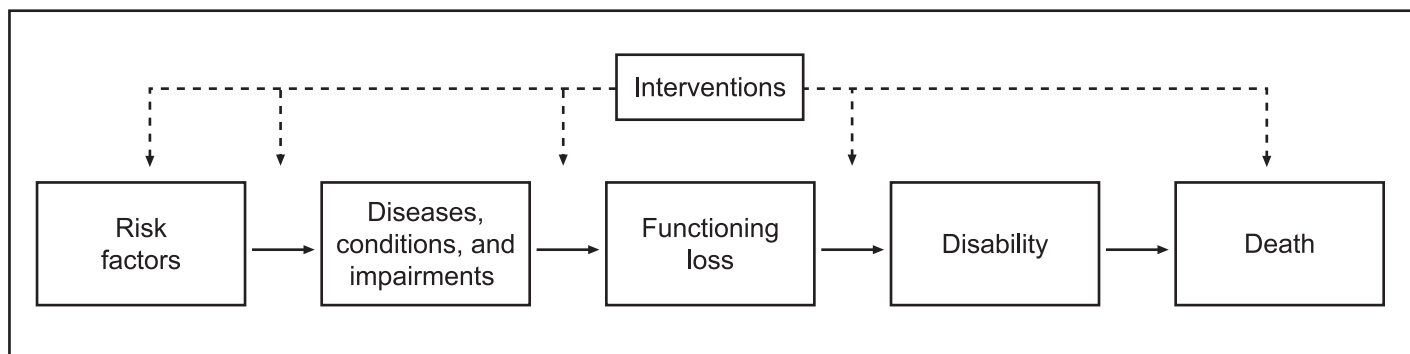 Interventions
Risk
factors
Diseases,
conditions, and
impairments
Functioning
loss
Disability
Death